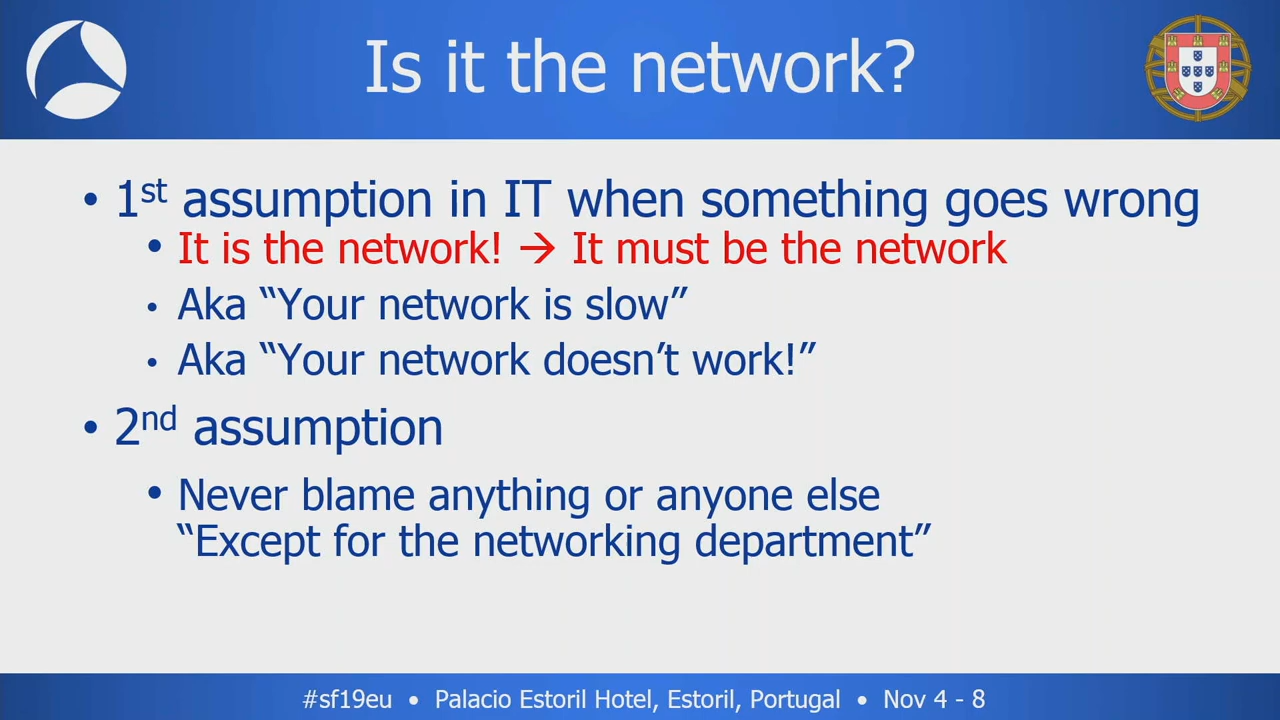 Is it the network?
• 1st assumption in IT when something goes wrong
• It is the network! → It must be the network
• Aka “Your network is slow”
• Aka “Your network doesn’t work!”
• 2nd assumption
• Never blame anything or anyone else
“Except for the networking department”
#sf19eu • Palacio Estoril Hotel, Estoril, Portugal • Nov 4 - 8